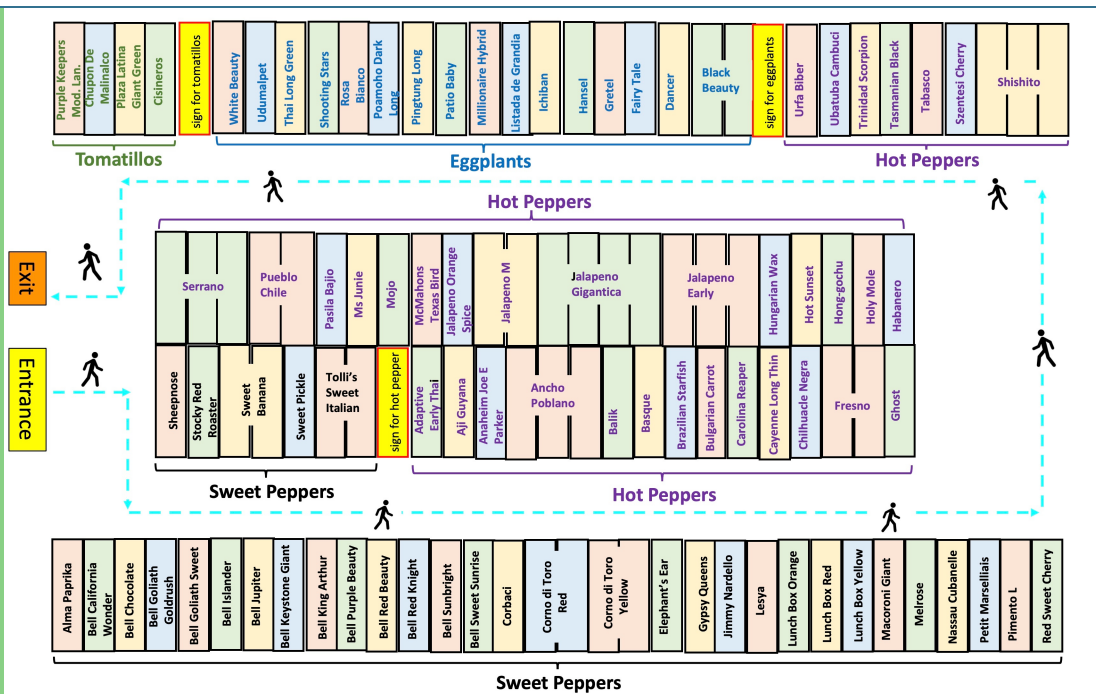 Purple Keepers
Mod. Lan.
Chupon De
Malinalco
Plaza Latina
Giant Green
Cisineros
sign for tomatillos
White Beauty
Udumalpet
Thai Long Green
Shooting Stars
Rosa
Bianco
Poamoho Dark
Long
Pingtung Long
Patio Baby
Millionaire Hybrid
Listada de Grandia
Ichiban
Hansel
Gretel
Fairy Tale
Dancer
Black
Beauty
sign for eggplants
Urfa Biber
Ubatuba Cambuci
Trinidad Scorpion
Tasmanian Black
Tabasco
Szentesi Cherry
Shishito
Tomatillos
Eggplants
Hot Peppers
Hot Peppers
Exit
Serrano
Pueblo
Chile
Pasila Bajio
Ms Junie
Mojo
McMahons
Texas Bird
Jalapeno Orange
Spice
Jalapeno M
Jalapeno
Gigantica
Jalapeno
Early
Hungarian Wax
Hot Sunset
Hong-gochu
Holy Mole
Habanero
Entrance
Sheepnose
Stocky Red
Roaster
Sweet
Banana
Sweet Pickle
Tolli's
Sweet
Italian
sign for hot pepper
Adaptive
Early Thai
Aji Guyana
Anaheim Joe E
Parker
Ancho
Poblano
Balik
Basque
Brazilian Starfish
Bulgarian Carrot
Carolina Reaper
Cayenne Long Thin
Chilhuacle Negra
Fresno
Ghost
Sweet Peppers
Hot Peppers
Alma Paprika
Bell California
Wonder
Bell Chocolate
Bell Goliath
Goldrush
Bell Goliath Sweet
Bell Islander
Bell Jupiter
Bell Keystone Giant
Bell King Arthur
Bell Purple Beauty
Bell Red Beauty
Bell Red Knight
Bell Sunbright
Bell Sweet Sunrise
Corbaci
Corno di Toro
Red
Corno di Toro
Yellow
Elephant's Ear
Gypsy Queens
Jimmy Nardello
Lesya
Lunch Box Orange
Lunch Box Red
Lunch Box Yellow
Macoroni Giant
Melrose
Nassau Cubanelle
Petit Marselliais
Pimento L
Red Sweet Cherry
Sweet Peppers